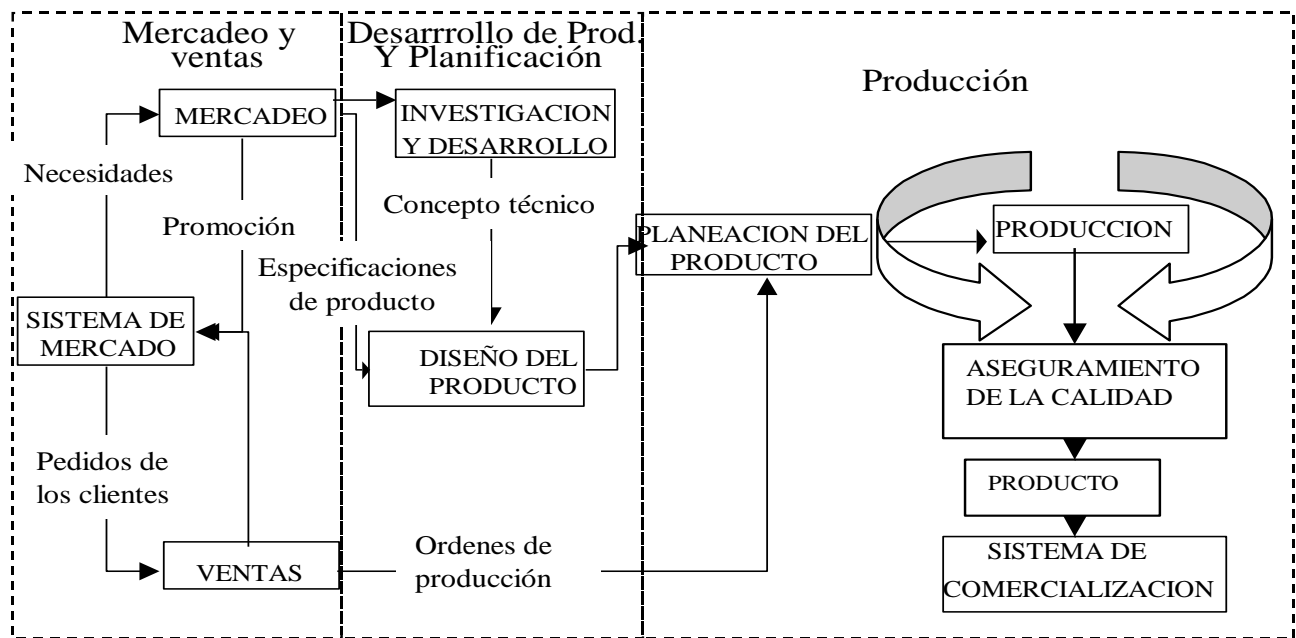 Mercadeo y
ventas
Desarrrollo de Prod.
Y Planificación
Producción
MERCADEO
INVESTIGACION
Y DESARROLLO
Necesidades
Promoción
Concepto técnico
Especificaciones
de producto
PLANEACION DEL
PRODUCTO
PRODUCCION
SISTEMA DE
MERCADO
DISEÑO DEL
PRODUCTO
ASEGURAMIENTO
DE LA CALIDAD
Pedidos de
los clientes
PRODUCTO
VENTAS
Ordenes de
producción
SISTEMA DE
COMERCIALIZACION